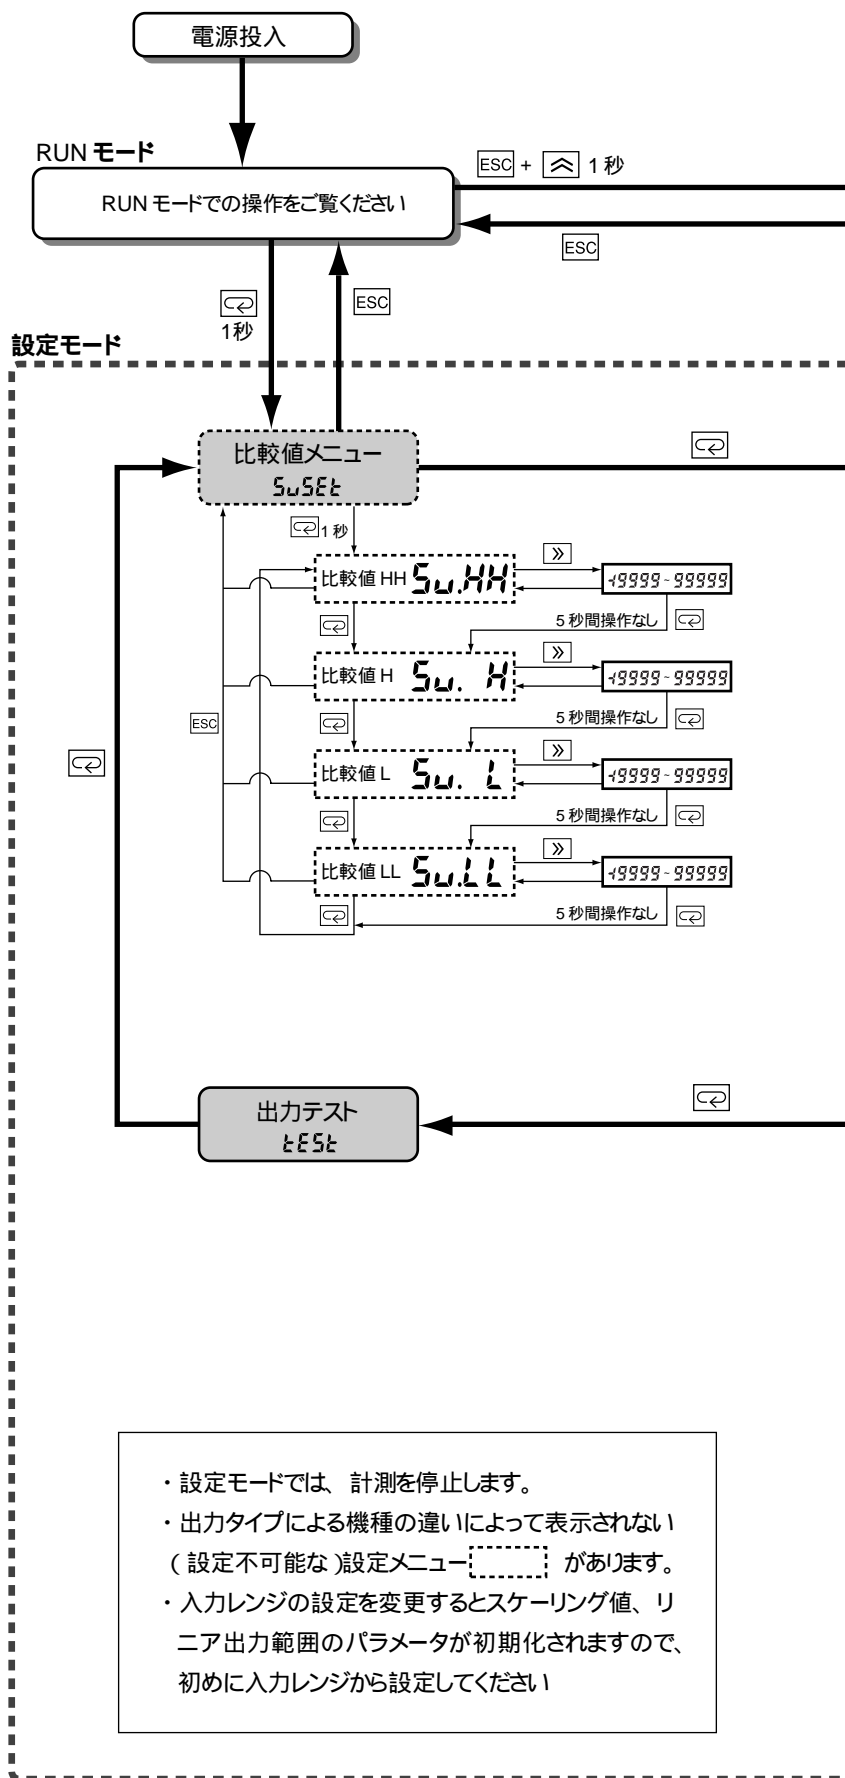 電源投入
RUN モード
ESC + 1 秒
RUN モードでの操作をご覧ください
ESC
1秒
ESC
設定モード
比較値メニュー
SvSEt
1 秒
比較値 HH Sv.HH
-19999 - 99999
5 秒間操作なし
比較値 H Sv. H
-19999 - 99999
5 秒間操作なし
ESC
比較値 L Sv. L
-19999 - 99999
5 秒間操作なし
比較値 LL Sv.LL
-19999 - 99999
5 秒間操作なし
出力テスト
tESt
・設定モードでは、計測を停止します。
・出力タイプによる機種の違いによって表示されない
(設定不可能な)設定メニュー があります。
・入力レンジの設定を変更するとスケーリング値、リ
ニア出力範囲のパラメータが初期化されますので、
初めに入力レンジから設定してください